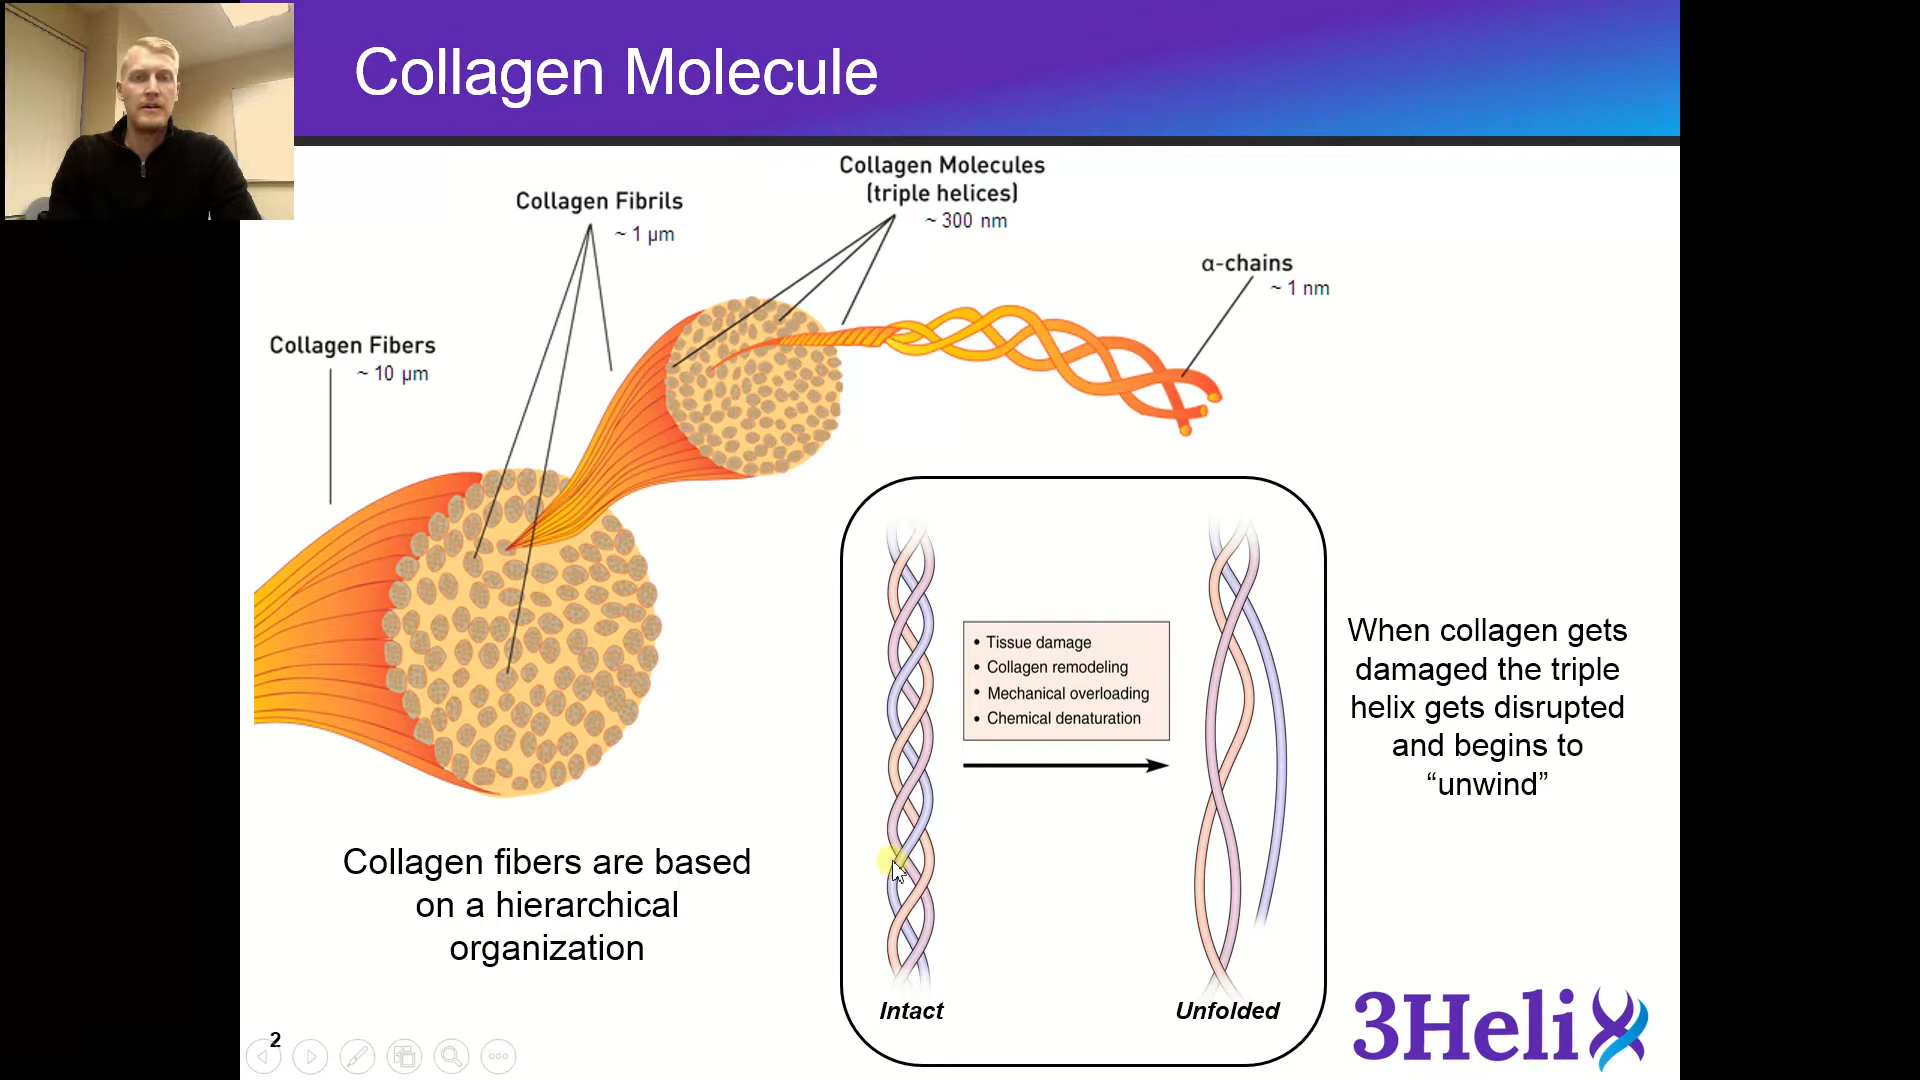 Collagen Molecule
Collagen Molecules
(triple helices)
~ 300 nm
Collagen Fibrils
~ 1 µm
α-chains
~ 1 nm
Collagen Fibers
~ 10 µm
• Tissue damage
• Collagen remodeling
• Mechanical overloading
• Chemical denaturation
When collagen gets
damaged the triple
helix gets disrupted
and begins to
“unwind”
Collagen fibers are based
on a hierarchical
organization
Intact
Unfolded
3HeliX
2